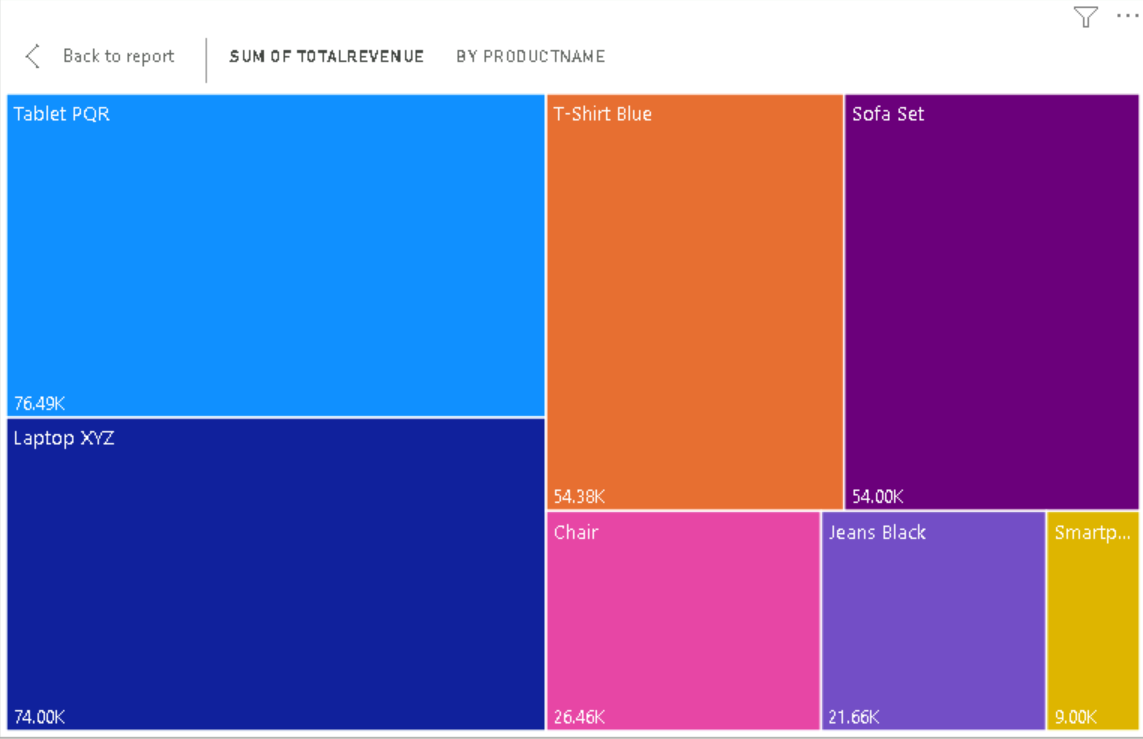 Back to report
SUM OF TOTALREVENUE BY PRODUCTNAME
Tablet PQR
76.49K
Laptop XYZ
74.00K
T-Shirt Blue
54.38K
Sofa Set
54.00K
Chair
26.46K
Jeans Black
21.66K
Smartp...
9.00K